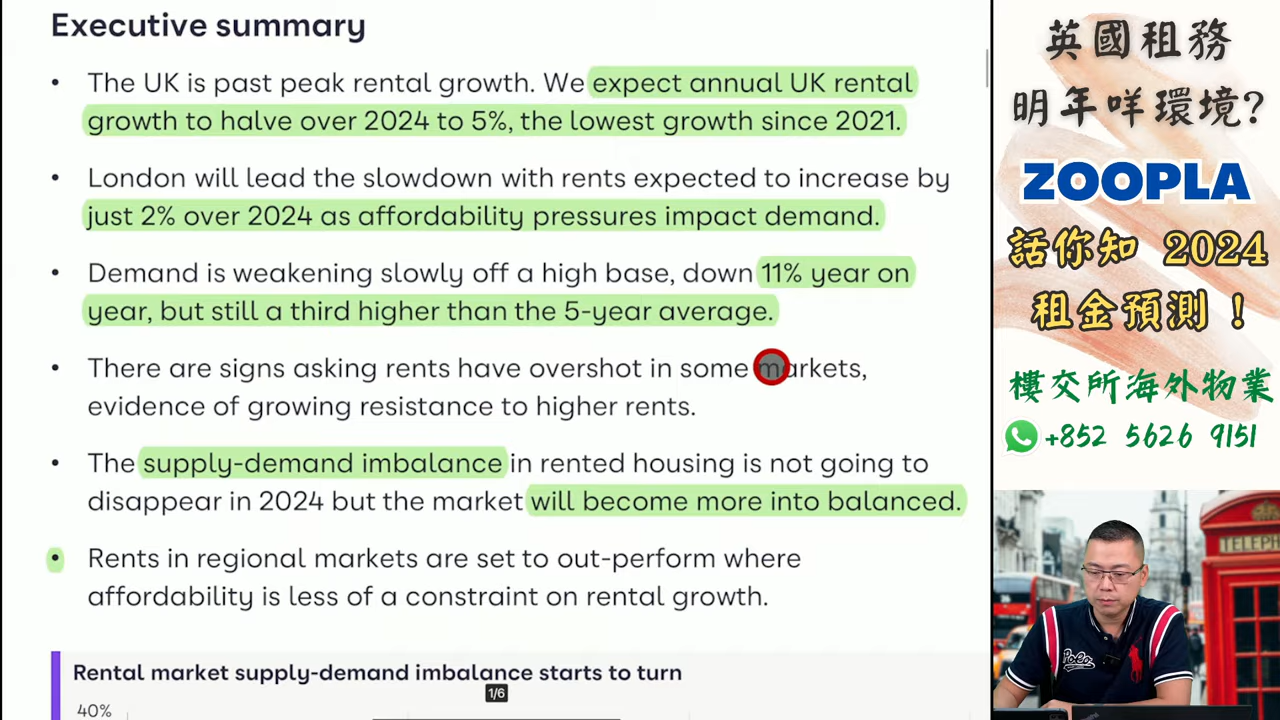 Executive summary
• The UK is past peak rental growth. We expect annual UK rental
growth to halve over 2024 to 5%, the lowest growth since 2021.
• London will lead the slowdown with rents expected to increase by
just 2% over 2024 as affordability pressures impact demand.
• Demand is weakening slowly off a high base, down 11% year on
year, but still a third higher than the 5-year average.
• There are signs asking rents have overshot in some markets,
evidence of growing resistance to higher rents.
• The supply-demand imbalance in rented housing is not going to
disappear in 2024 but the market will become more into balanced.
• Rents in regional markets are set to out-perform where
affordability is less of a constraint on rental growth.
Rental market supply-demand imbalance starts to turn
1/6
40%
英國租務
明年咩環境?
ZOOPLA
話你知 2024
租金預測!
樓交所海外物業
+852 5626 9151
TELEPH
Polo